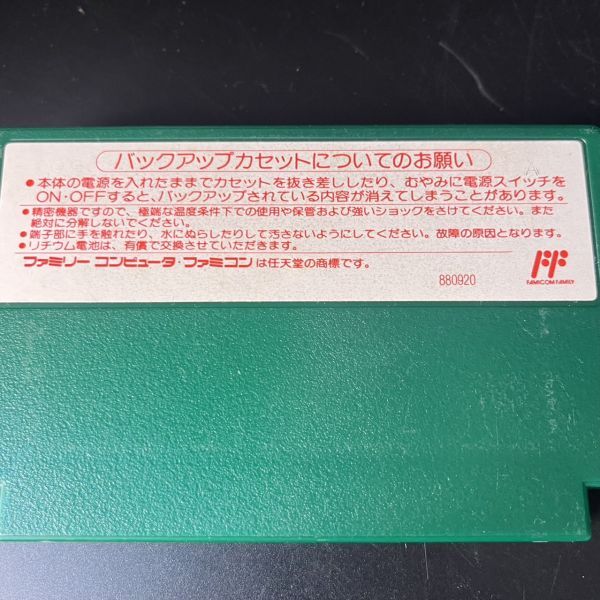 バックアップカセットについてのお願い
●本体の電源を入れたままでカセットを抜き差ししたり、むやみに電源スイッチを
ON・OFFすると、バックアップされている内容が消えてしまうことがあります。
●精密機器ですので、極端な温度条件下での使用や保管および強いショックをさけてください。また
絶対に分解しないでください。
●端子部に手を触れたり、水にぬらしたりして汚さないようにしてください。故障の原因となります。
●リチウム電池は、有償で交換させていただきます。
ファミリーコンピュータ・ファミコンは任天堂の商標です。
880920
FAMICOM FAMILY